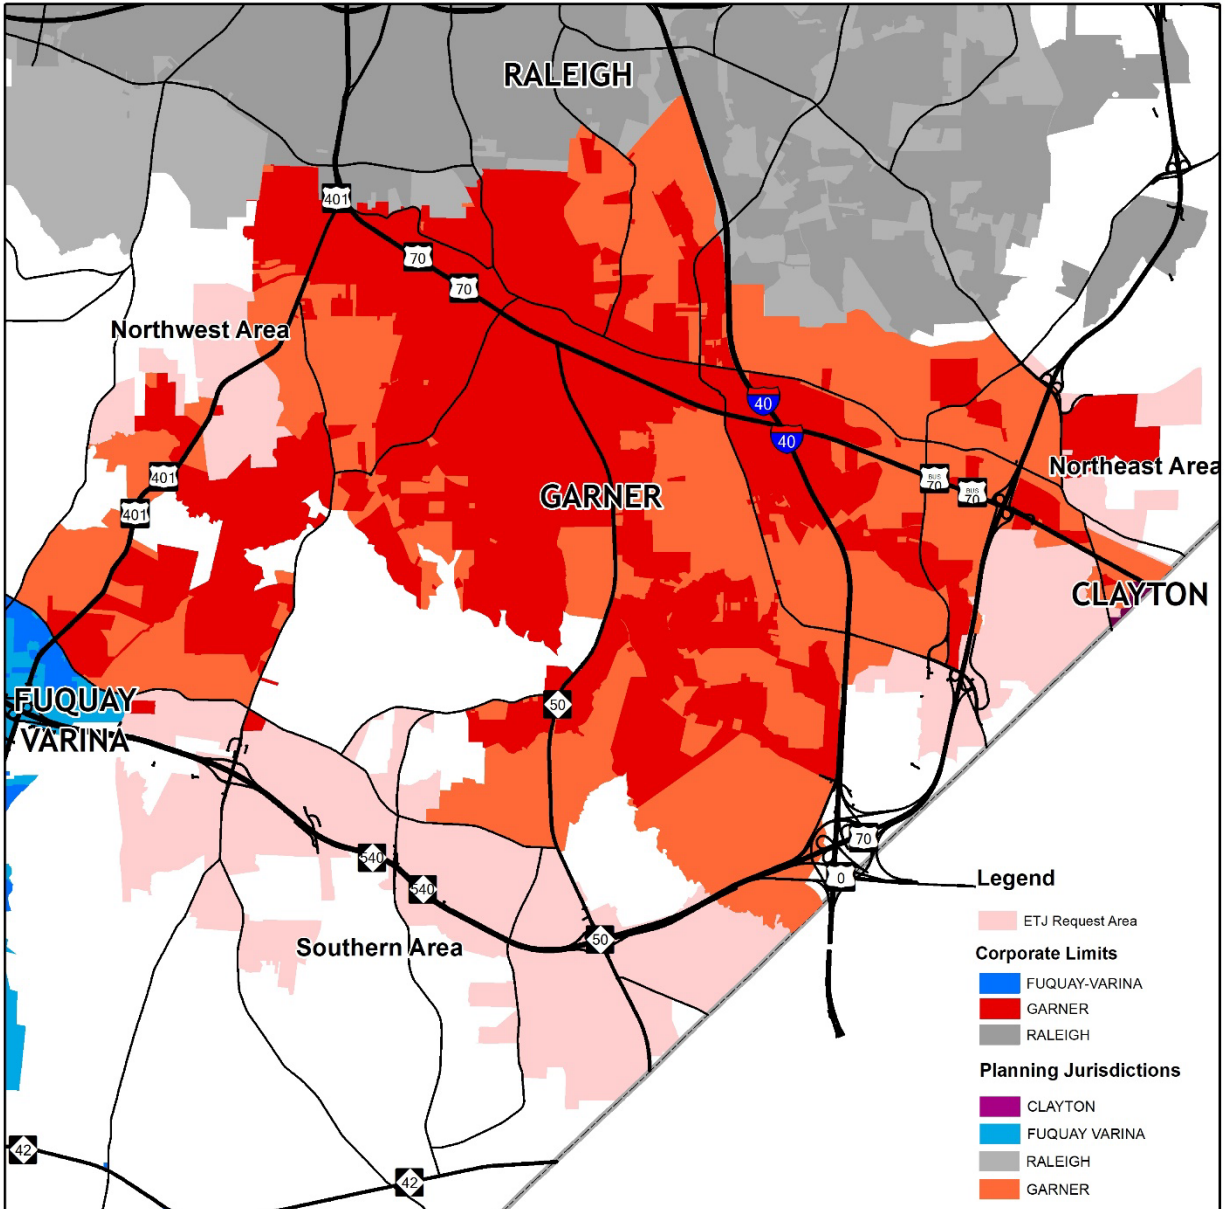 RALEIGH
401
70
70
Northwest Area
40
40
Northeast Area
401
401
BUS
70
BUS
70
GARNER
CLAYTON
FUQUAY
VARINA
50
70
540
540
0
50
Southern Area
42
42
Legend
ETJ Request Area
Corporate Limits
FUQUAY-VARINA
GARNER
RALEIGH
Planning Jurisdictions
CLAYTON
FUQUAY VARINA
RALEIGH
GARNER